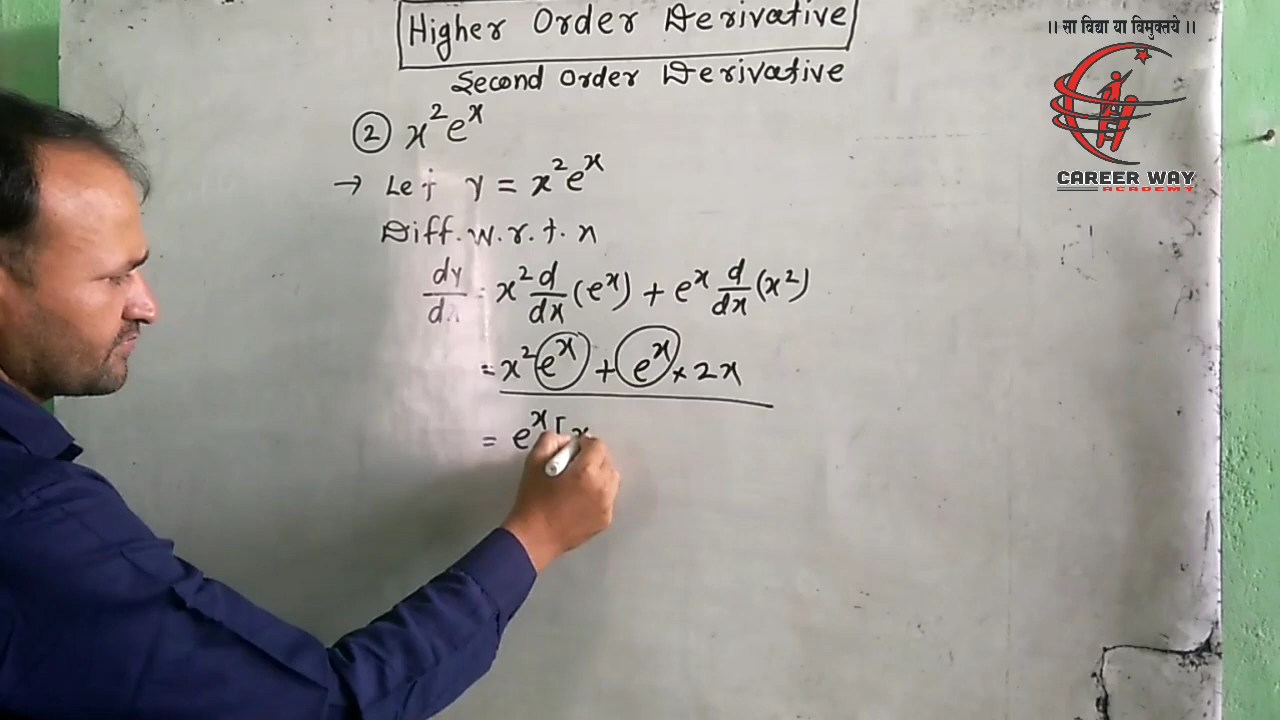 Higher Order Derivative
Second Order Derivative
|| सा विद्या या विमुक्तये ||
CAREER WAY
ACADEMY
② x²eˣ
→ Let y = x²eˣ
Diff. w. r. t. x
dy/dx = x² d/dx (eˣ) + eˣ d/dx (x²)
= x²eˣ + eˣ × 2x
= eˣ [x